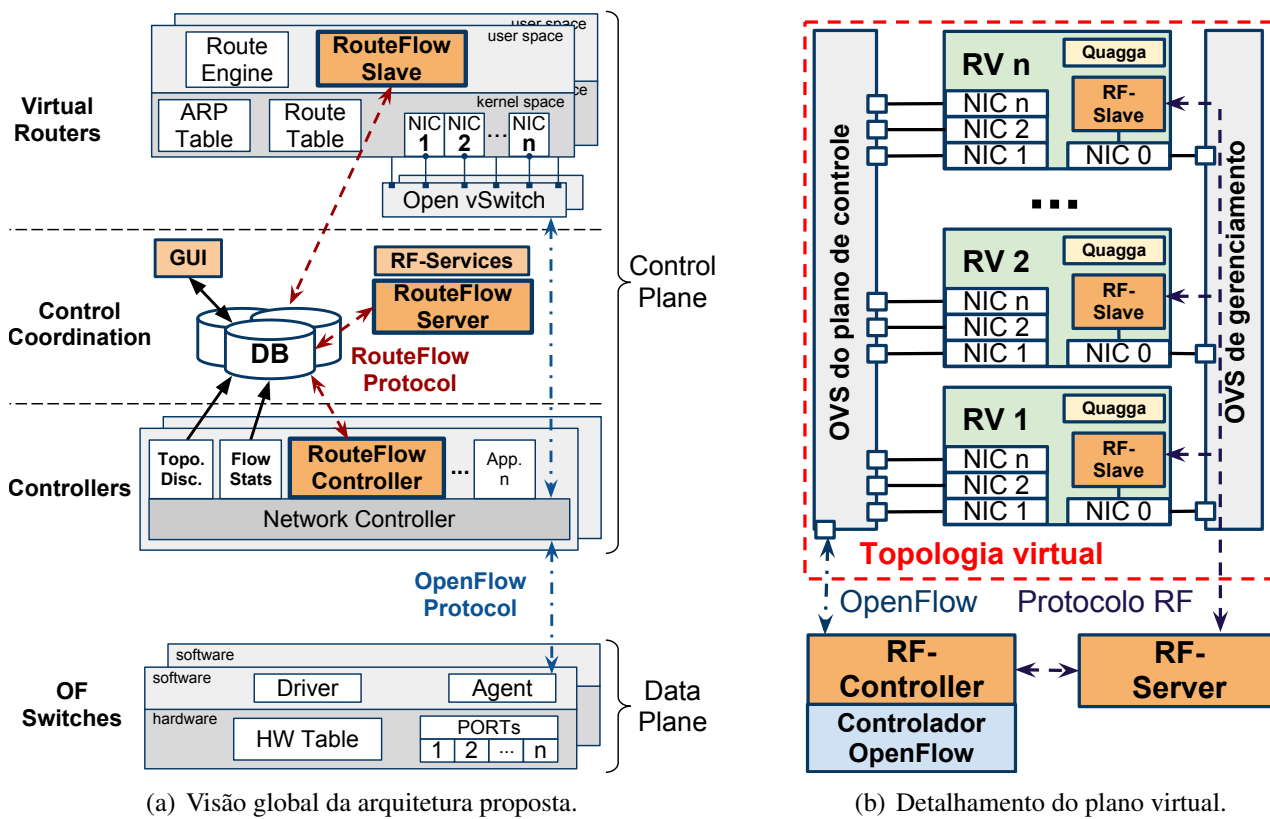 user space
user space
Route
Engine
RouteFlow
Slave
Virtual
Routers
kernel space
ce
ARP
Table
Route
Table
NIC
1
NIC
2
...
NIC
n
Open vSwitch
GUI
RF-Services
RouteFlow
Server
Control
Coordination
DB
RouteFlow
Protocol
Control
Plane
Controllers
Topo.
Disc.
Flow
Stats
RouteFlow
Controller
...
App.
n
Network Controller
OpenFlow
Protocol
OF
Switches
software
software
Driver
Agent
hardware
HW Table
PORTs
1 2 ... n
Data
Plane
(a) Visão global da arquitetura proposta.
OVS do plano de controle
OVS de gerenciamento
RV n
Quagga
RF-
Slave
NIC n
NIC 2
NIC 1
NIC 0
...
RV 2
Quagga
RF-
Slave
NIC n
NIC 2
NIC 1
NIC 0
RV 1
Quagga
RF-
Slave
NIC n
NIC 2
NIC 1
NIC 0
Topologia virtual
OpenFlow
Protocolo RF
RF-
Controller
Controlador
OpenFlow
RF-
Server
(b) Detalhamento do plano virtual.